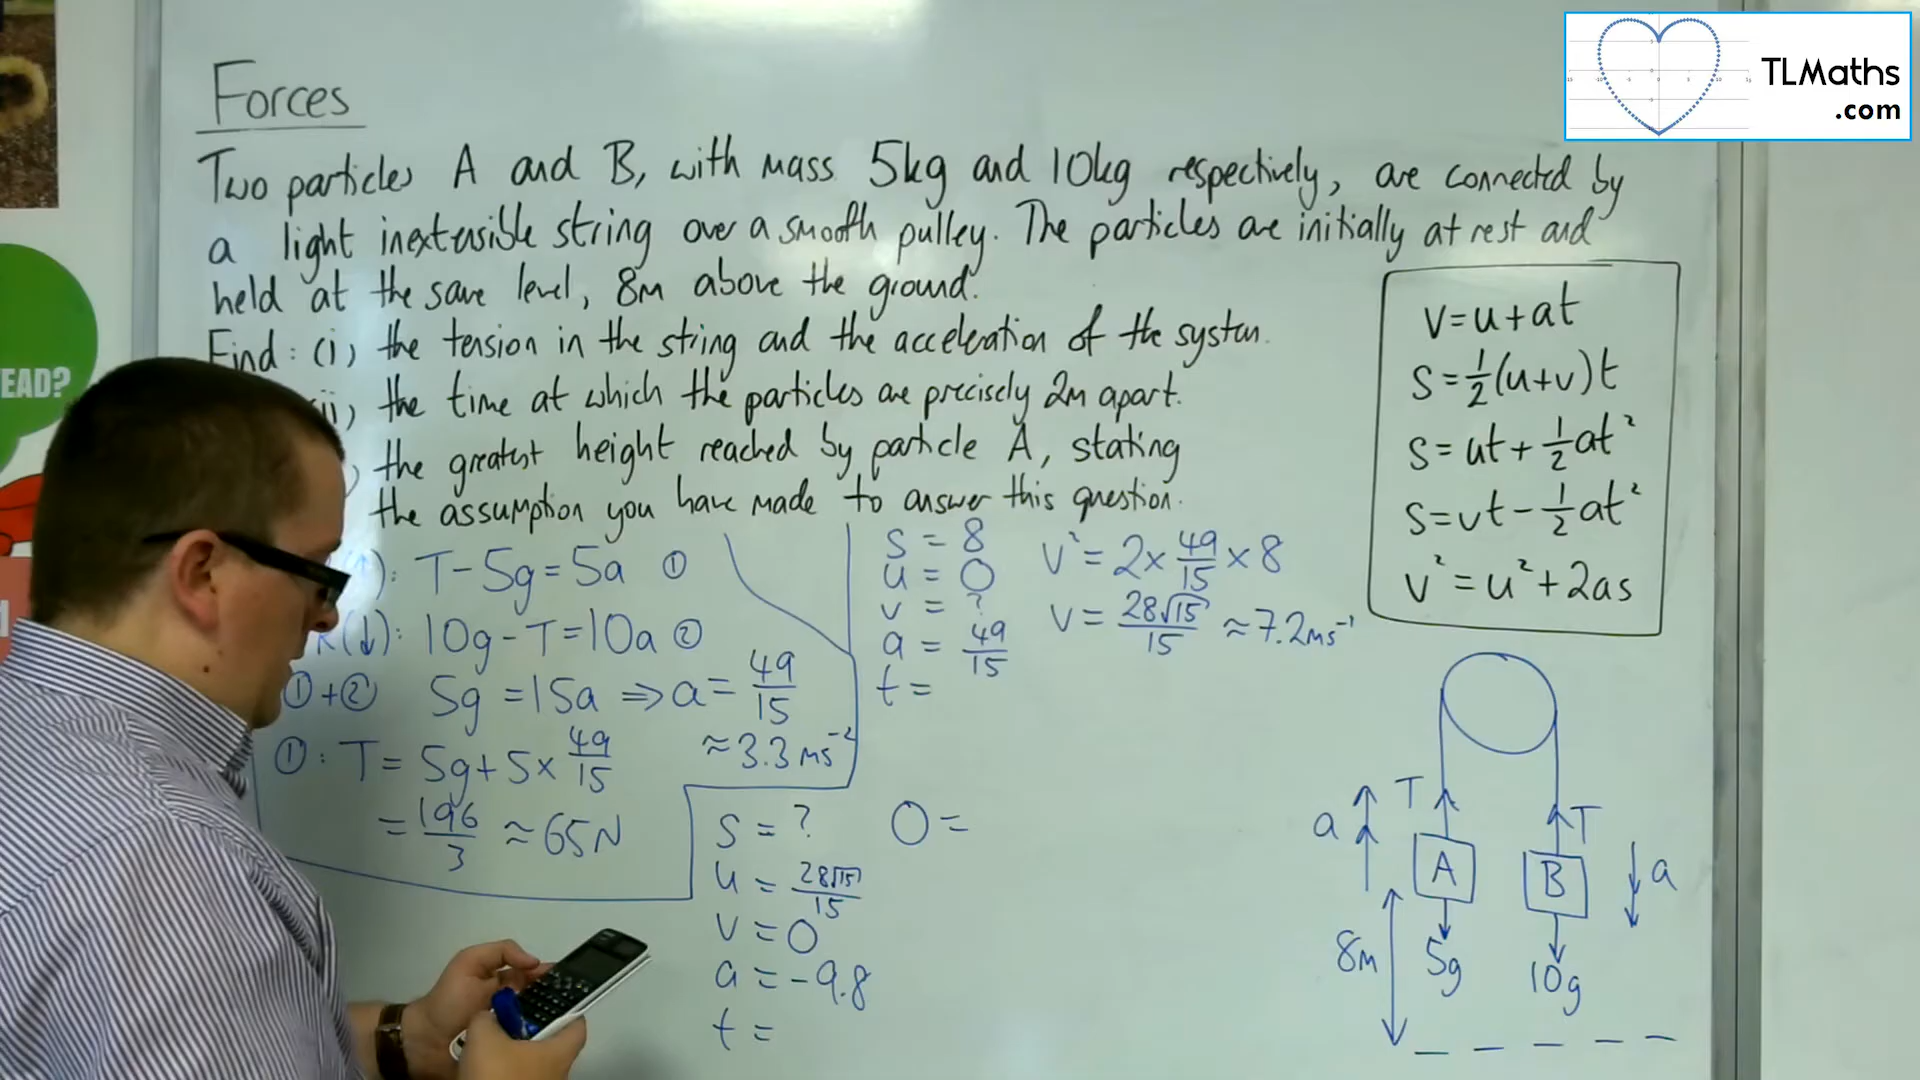 TLMaths
.com
Forces
Two particles A and B, with mass 5kg and 10kg respectively, are connected by
a light inextensible string over a smooth pulley. The particles are initially at rest and
held at the same level, 8m above the ground.
Find: (i) the tension in the string and the acceleration of the system.
ii) the time at which the particles are precisely 2m apart.
) the greatest height reached by particle A, stating
the assumption you have made to answer this question.
EAD?
v = u + at
s = ½(u+v)t
s = ut + ½at²
s = vt - ½at²
v² = u² + 2as
): T - 5g = 5a ①
R(↓): 10g - T = 10a ②
①+② 5g = 15a ⇒ a = 49/15
≈ 3.3 ms⁻²
①: T = 5g + 5 × 49/15
= 196/3 ≈ 65N
s = 8
u = 0
v = ?
a = 49/15
t =
v² = 2 × 49/15 × 8
v = 28√15/15 ≈ 7.2ms⁻¹
s = ?
u = 28√15/15
v = 0
a = -9.8
t =
0 =
T
T
a
A
B
a
8m
5g
10g